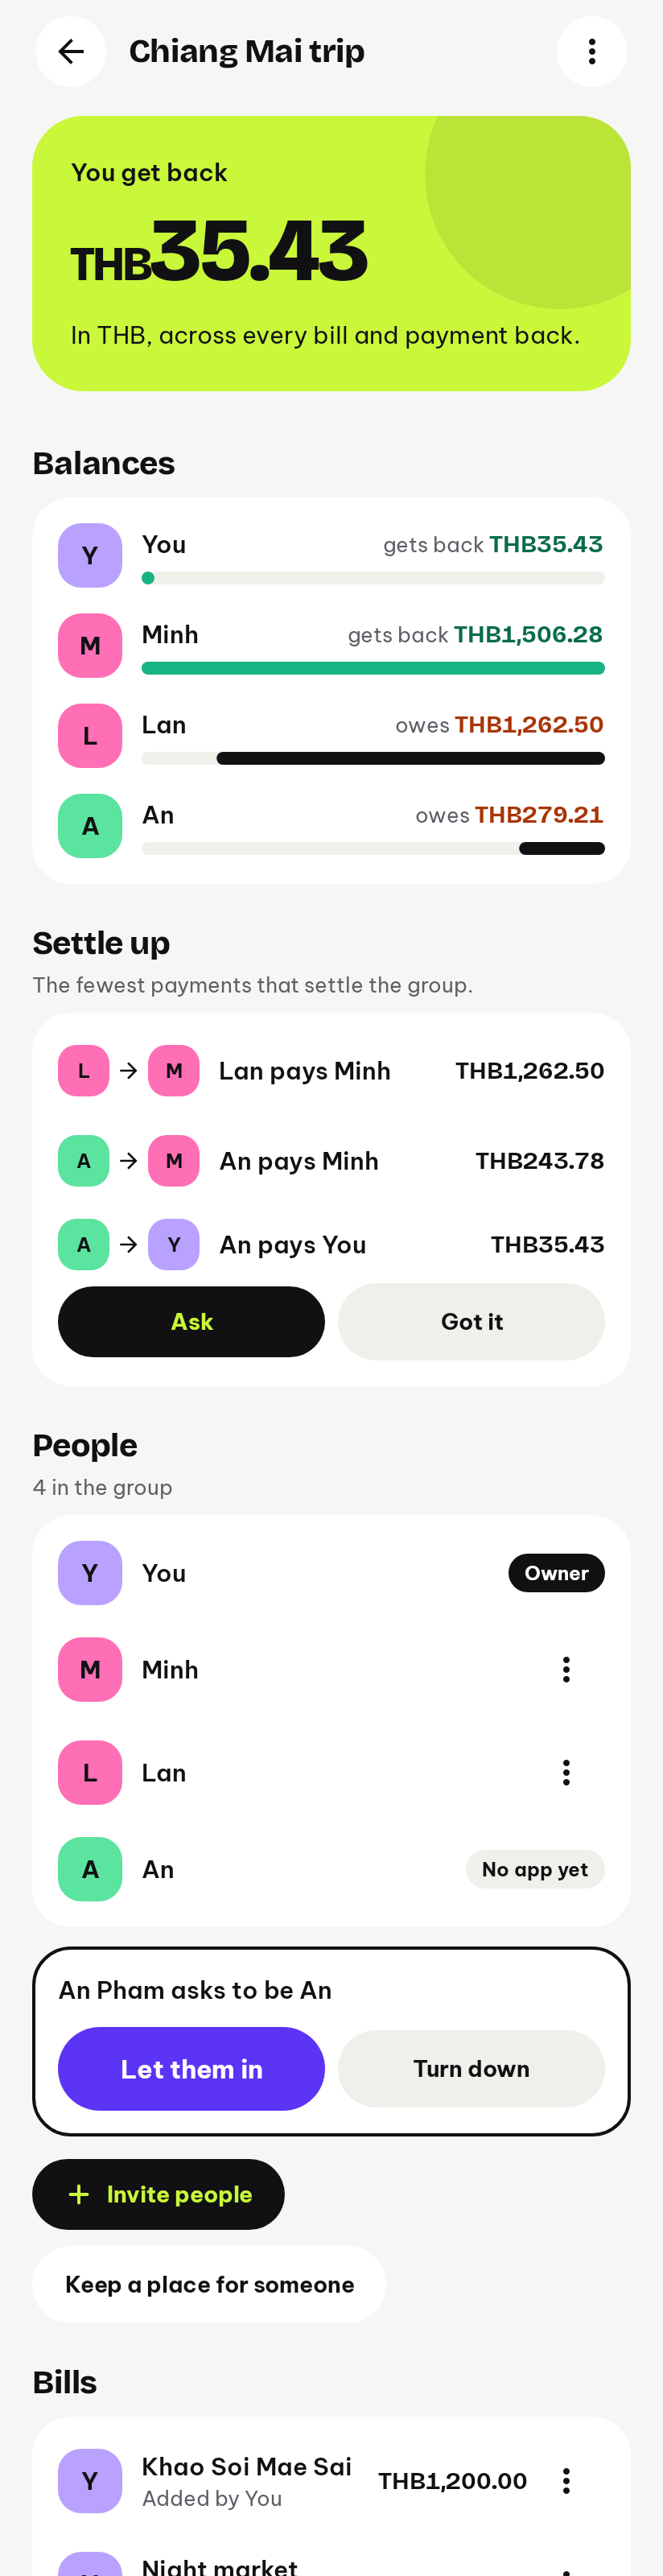 Chiang Mai trip
You get back
THB35.43
In THB, across every bill and payment back.
Balances
Y You gets back THB35.43
M Minh gets back THB1,506.28
L Lan owes THB1,262.50
A An owes THB279.21
Settle up
The fewest payments that settle the group.
L → M Lan pays Minh THB1,262.50
A → M An pays Minh THB243.78
A → Y An pays You THB35.43
Ask Got it
People
4 in the group
Y You Owner
M Minh
L Lan
A An No app yet
An Pham asks to be An
Let them in Turn down
+ Invite people
Keep a place for someone
Bills
Y Khao Soi Mae Sai THB1,200.00
Added by You
Night market